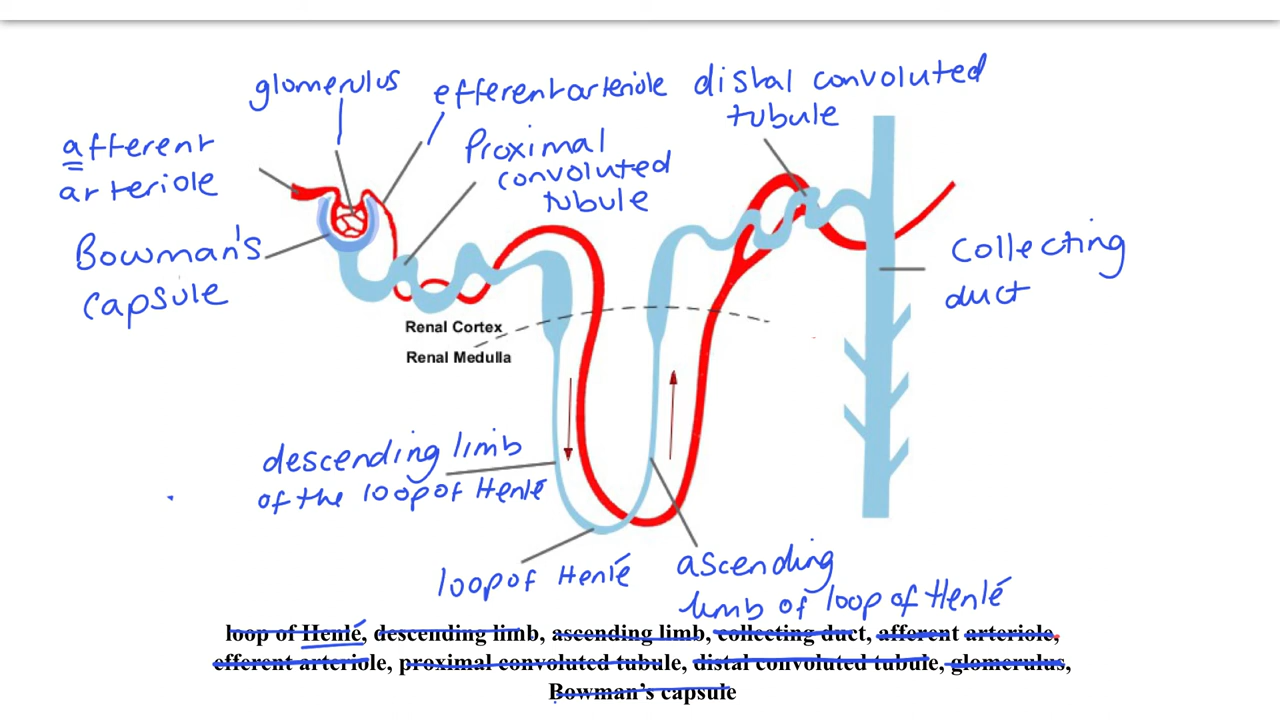 glomerulus
efferent arteriole
distal convoluted
tubule
afferent
arteriole
Proximal
convoluted
tubule
Bowman's
capsule
Collecting
duct
Renal Cortex
Renal Medulla
descending limb
of the loop of Henlé
loop of Henlé
ascending
limb of loop of Henlé
loop of Henlé, descending limb, ascending limb, collecting duct, afferent arteriole,
efferent arteriole, proximal convoluted tubule, distal convoluted tubule, glomerulus,
Bowman's capsule